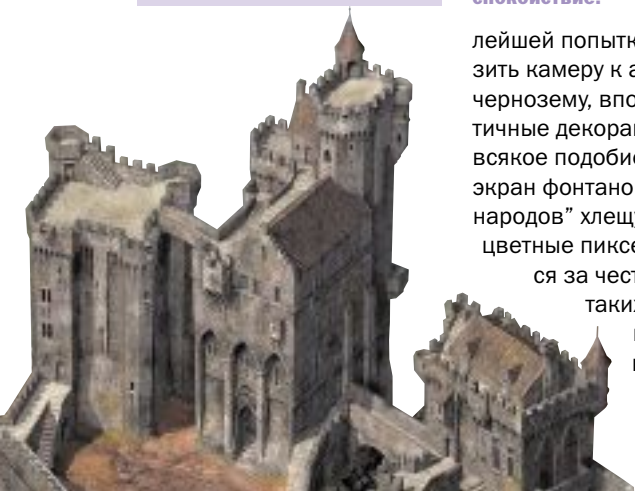 спокойствие!
лейшей попытк
зить камеру к а
чернозему, впо
тичные декора
всякое подобие
экран фонтано
народов” хлещ
цветные пиксе
ся за чест
таких